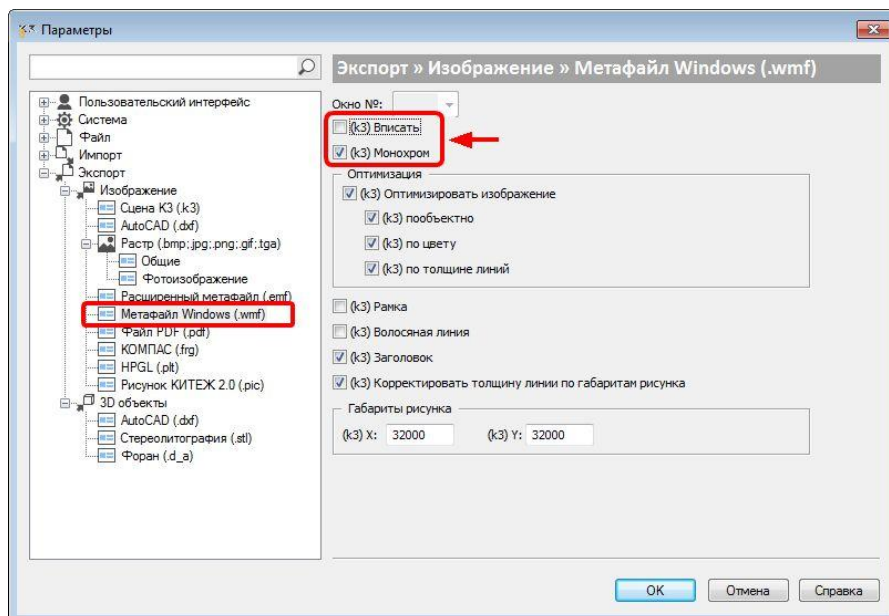 Параметры
Экспорт » Изображение » Метафайл Windows (.wmf)
Пользовательский интерфейс
Система
Файл
Импорт
Экспорт
Изображение
Сцена К3 (.k3)
AutoCAD (.dxf)
Растр (.bmp;.jpg;.png;.gif;.tga)
Общие
Фотоизображение
Расширенный метафайл (.emf)
Метафайл Windows (.wmf)
Файл PDF (.pdf)
КОМПАС (.frg)
HPGL (.plt)
Рисунок КИТЕЖ 2.0 (.pic)
3D объекты
AutoCAD (.dxf)
Стереолитография (.stl)
Форан (.d_a)
Окно №:
(k3) Вписать
(k3) Монохром
Оптимизация
(k3) Оптимизировать изображение
(k3) пообъектно
(k3) по цвету
(k3) по толщине линий
(k3) Рамка
(k3) Волосяная линия
(k3) Заголовок
(k3) Корректировать толщину линии по габаритам рисунка
Габариты рисунка
(k3) X: 32000 (k3) Y: 32000
OK Отмена Справка